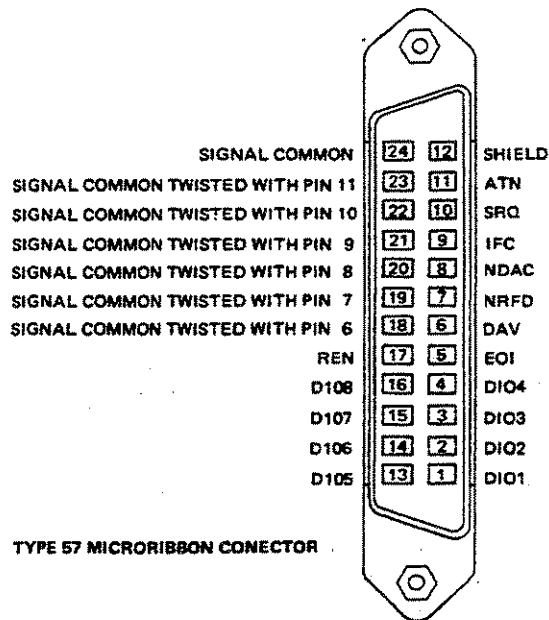 SIGNAL COMMON 24 12 SHIELD
SIGNAL COMMON TWISTED WITH PIN 11 23 11 ATN
SIGNAL COMMON TWISTED WITH PIN 10 22 10 SRQ
SIGNAL COMMON TWISTED WITH PIN 9 21 9 IFC
SIGNAL COMMON TWISTED WITH PIN 8 20 8 NDAC
SIGNAL COMMON TWISTED WITH PIN 7 19 7 NRFD
SIGNAL COMMON TWISTED WITH PIN 6 18 6 DAV
REN 17 5 EOI
D108 16 4 DIO4
D107 15 3 DIO3
D106 14 2 DIO2
D105 13 1 DIO1
TYPE 57 MICRORIBBON CONECTOR